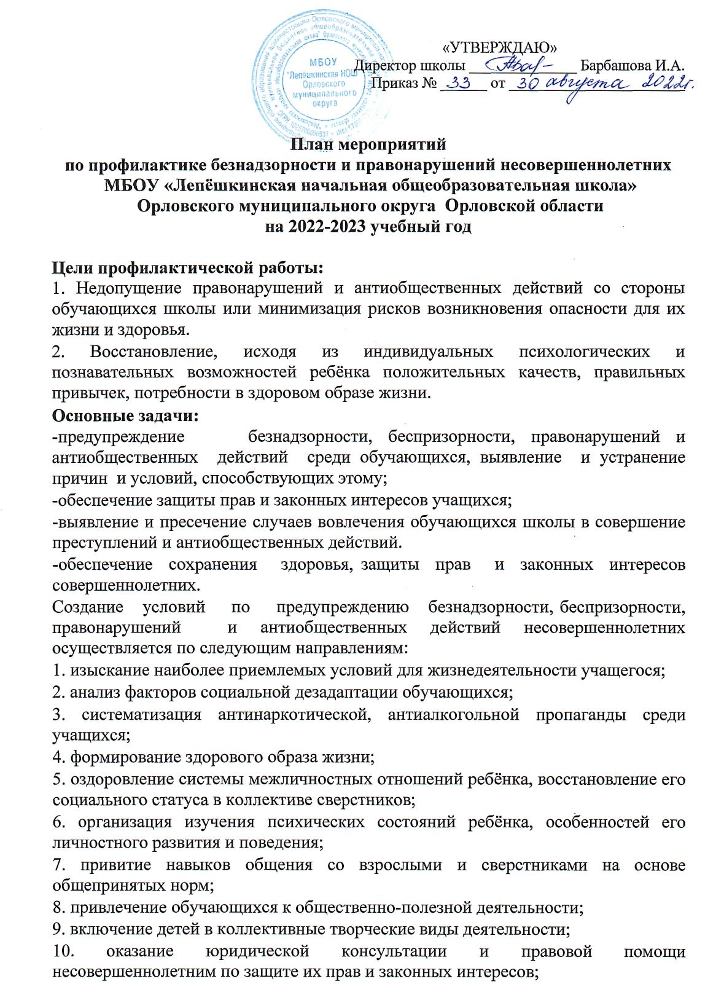 «УТВЕРЖДАЮ»
Директор школы ______________ Барбашова И.А.
Приказ № 33 от 30 августа 2022г.
МБОУ
"Лепёшкинская НОШ"
Орловского
муниципального
округа
План мероприятий
по профилактике безнадзорности и правонарушений несовершеннолетних
МБОУ «Лепёшкинская начальная общеобразовательная школа»
Орловского муниципального округа Орловской области
на 2022-2023 учебный год
Цели профилактической работы:
1. Недопущение правонарушений и антиобщественных действий со стороны
обучающихся школы или минимизация рисков возникновения опасности для их
жизни и здоровья.
2. Восстановление, исходя из индивидуальных психологических и
познавательных возможностей ребёнка положительных качеств, правильных
привычек, потребности в здоровом образе жизни.
Основные задачи:
-предупреждение безнадзорности, беспризорности, правонарушений и
антиобщественных действий среди обучающихся, выявление и устранение
причин и условий, способствующих этому;
-обеспечение защиты прав и законных интересов учащихся;
-выявление и пресечение случаев вовлечения обучающихся школы в совершение
преступлений и антиобщественных действий.
-обеспечение сохранения здоровья, защиты прав и законных интересов
совершеннолетних.
Создание условий по предупреждению безнадзорности, беспризорности,
правонарушений и антиобщественных действий несовершеннолетних
осуществляется по следующим направлениям:
1. изыскание наиболее приемлемых условий для жизнедеятельности учащегося;
2. анализ факторов социальной дезадаптации обучающихся;
3. систематизация антинаркотической, антиалкогольной пропаганды среди
учащихся;
4. формирование здорового образа жизни;
5. оздоровление системы межличностных отношений ребёнка, восстановление его
социального статуса в коллективе сверстников;
6. организация изучения психических состояний ребёнка, особенностей его
личностного развития и поведения;
7. привитие навыков общения со взрослыми и сверстниками на основе
общепринятых норм;
8. привлечение обучающихся к общественно-полезной деятельности;
9. включение детей в коллективные творческие виды деятельности;
10. оказание юридической консультации и правовой помощи
несовершеннолетним по защите их прав и законных интересов;